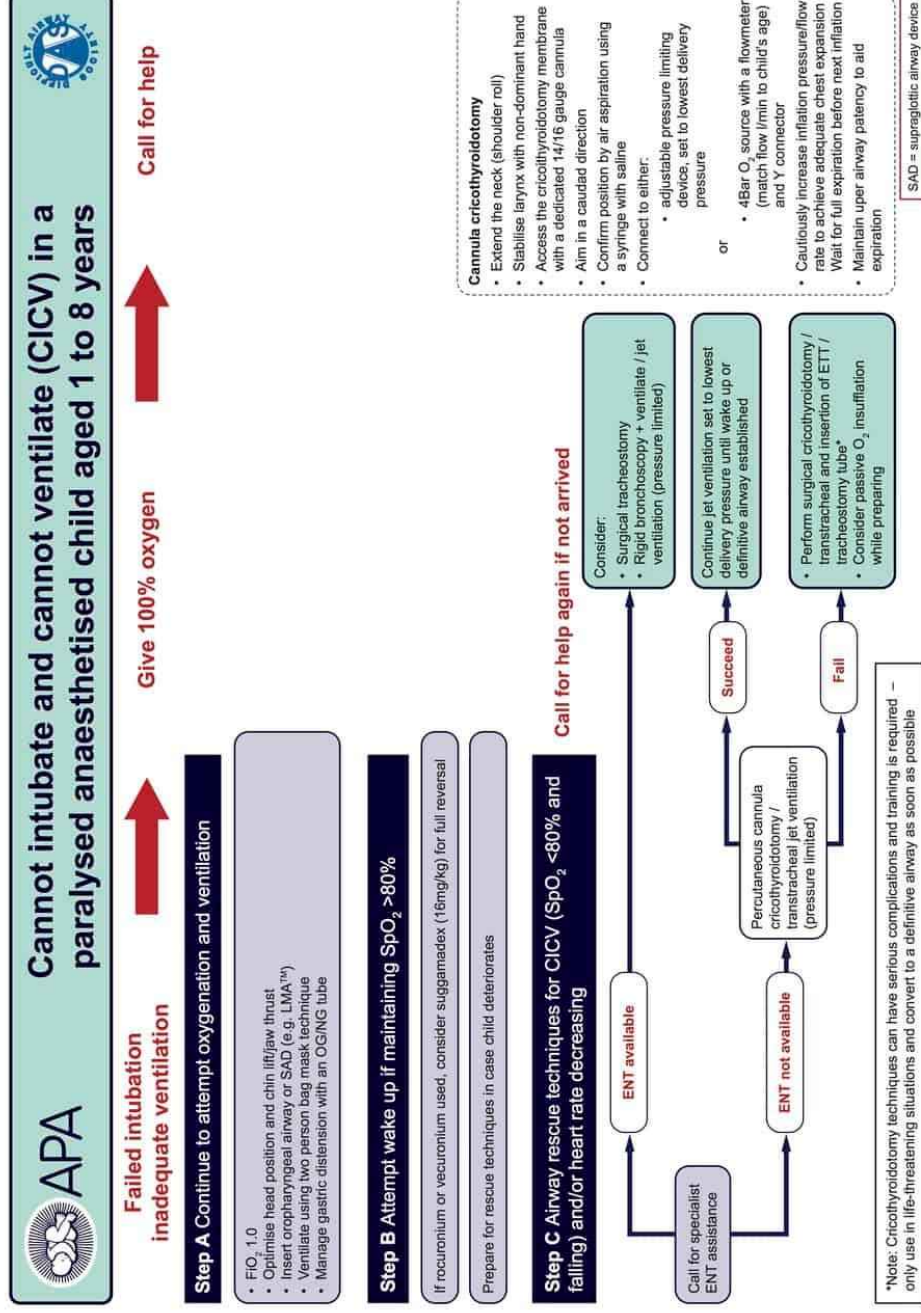 APA
Cannot intubate and cannot ventilate (CICV) in a
paralysed anaesthetised child aged 1 to 8 years
DIFFICULT AIRWAY SOCIETY
DAS
Failed intubation
inadequate ventilation
Give 100% oxygen
Call for help
Step A Continue to attempt oxygenation and ventilation
• FiO₂ 1.0
• Optimise head position and chin lift/jaw thrust
• Insert oropharyngeal airway or SAD (e.g. LMA™)
• Ventilate using two person bag mask technique
• Manage gastric distension with an OG/NG tube
Step B Attempt wake up if maintaining SpO₂ >80%
If rocuronium or vecuronium used, consider suggamadex (16mg/kg) for full reversal
Prepare for rescue techniques in case child deteriorates
Step C Airway rescue techniques for CICV (SpO₂ <80% and
falling) and/or heart rate decreasing
Call for help again if not arrived
Call for specialist
ENT assistance
ENT available
Consider:
• Surgical tracheostomy
• Rigid bronchoscopy + ventilate / jet
ventilation (pressure limited)
ENT not available
Percutaneous cannula
cricothyroidotomy /
transtracheal jet ventilation
(pressure limited)
Succeed
Continue jet ventilation set to lowest
delivery pressure until wake up or
definitive airway established
Fail
• Perform surgical cricothyroidotomy /
transtracheal and insertion of ETT /
tracheostomy tube*
• Consider passive O₂ insufflation
while preparing
Cannula cricothyroidotomy
• Extend the neck (shoulder roll)
• Stabilise larynx with non-dominant hand
• Access the cricoithyroidotomy membrane
with a dedicated 14/16 gauge cannula
• Aim in a caudad direction
• Confirm position by air aspiration using
a syringe with saline
• Connect to either:
• adjustable pressure limiting
device, set to lowest delivery
pressure
or
• 4Bar O₂ source with a flowmeter
(match flow l/min to child's age)
and Y connector
• Cautiously increase inflation pressure/flow
rate to achieve adequate chest expansion
Wait for full expiration before next inflation
• Maintain uper airway patency to aid
expiration
*Note: Cricothyroidotomy techniques can have serious complications and training is required –
only use in life-threatening situations and convert to a definitive airway as soon as possible
SAD = supraglottic airway device